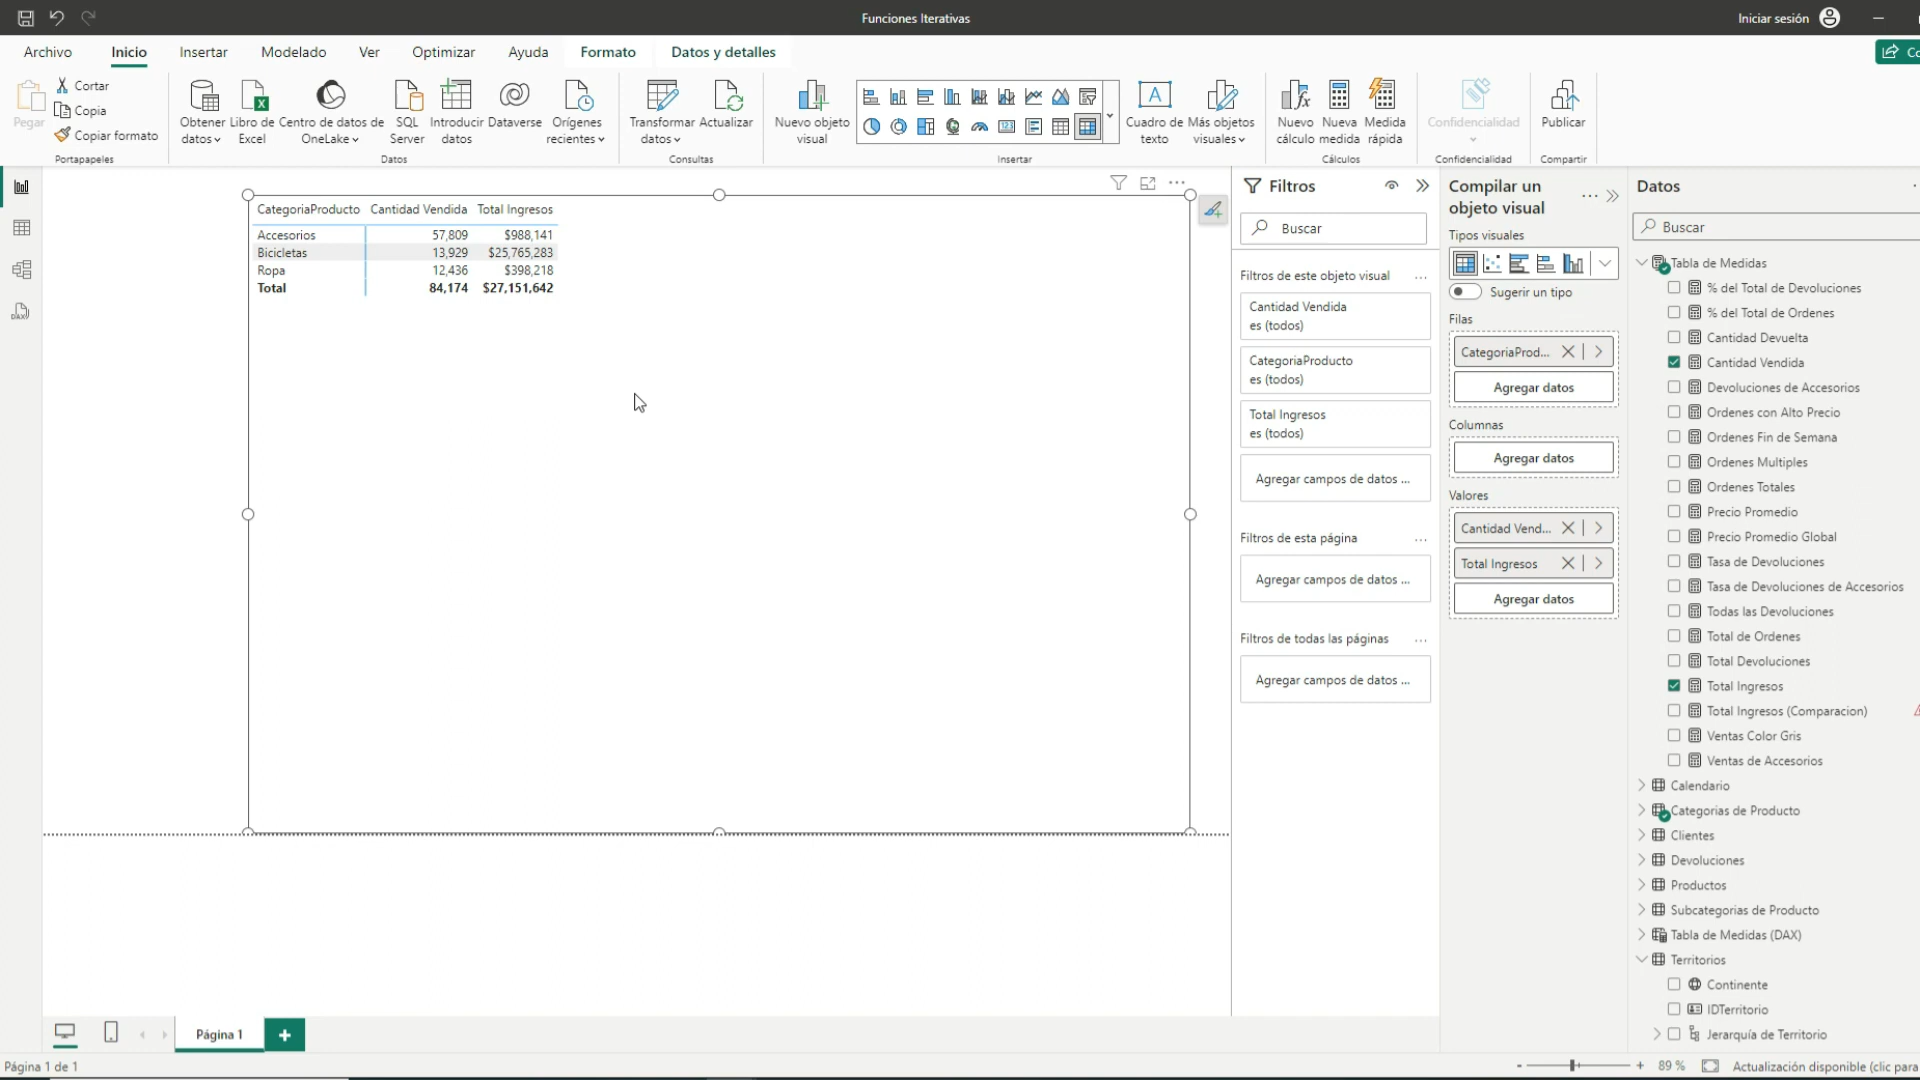 Funciones Iterativas
Iniciar sesión
Archivo
Inicio
Insertar
Modelado
Ver
Optimizar
Ayuda
Formato
Datos y detalles
Pegar
Cortar
Copia
Copiar formato
Portapapeles
Obtener datos
Libro de Excel
Centro de datos de OneLake
SQL Server
Introducir datos
Dataverse
Orígenes recientes
Datos
Transformar datos
Actualizar
Consultas
Nuevo objeto visual
Cuadro de texto
Más objetos visuales
Insertar
Nuevo cálculo
Nueva medida
Medida rápida
Cálculos
Confidencialidad
Confidencialidad
Publicar
Compartir
CategoriaProducto Cantidad Vendida Total Ingresos
Accesorios 57,809 $988,141
Bicicletas 13,929 $25,765,283
Ropa 12,436 $398,218
Total 84,174 $27,151,642
Filtros
Buscar
Filtros de este objeto visual
Cantidad Vendida
es (todos)
CategoriaProducto
es (todos)
Total Ingresos
es (todos)
Agregar campos de datos ...
Filtros de esta página
Agregar campos de datos ...
Filtros de todas las páginas
Agregar campos de datos ...
Compilar un
objeto visual
Tipos visuales
Sugerir un tipo
Filas
CategoriaProd...
Agregar datos
Columnas
Agregar datos
Valores
Cantidad Vend...
Total Ingresos
Agregar datos
Datos
Buscar
Tabla de Medidas
% del Total de Devoluciones
% del Total de Ordenes
Cantidad Devuelta
Cantidad Vendida
Devoluciones de Accesorios
Ordenes con Alto Precio
Ordenes Fin de Semana
Ordenes Multiples
Ordenes Totales
Precio Promedio
Precio Promedio Global
Tasa de Devoluciones
Tasa de Devoluciones de Accesorios
Todas las Devoluciones
Total de Ordenes
Total Devoluciones
Total Ingresos
Total Ingresos (Comparacion)
Ventas Color Gris
Ventas de Accesorios
Calendario
Categorias de Producto
Clientes
Devoluciones
Productos
Subcategorias de Producto
Tabla de Medidas (DAX)
Territorios
Continente
IDTerritorio
Jerarquía de Territorio
Página 1
Página 1 de 1
89 %
Actualización disponible (clic para